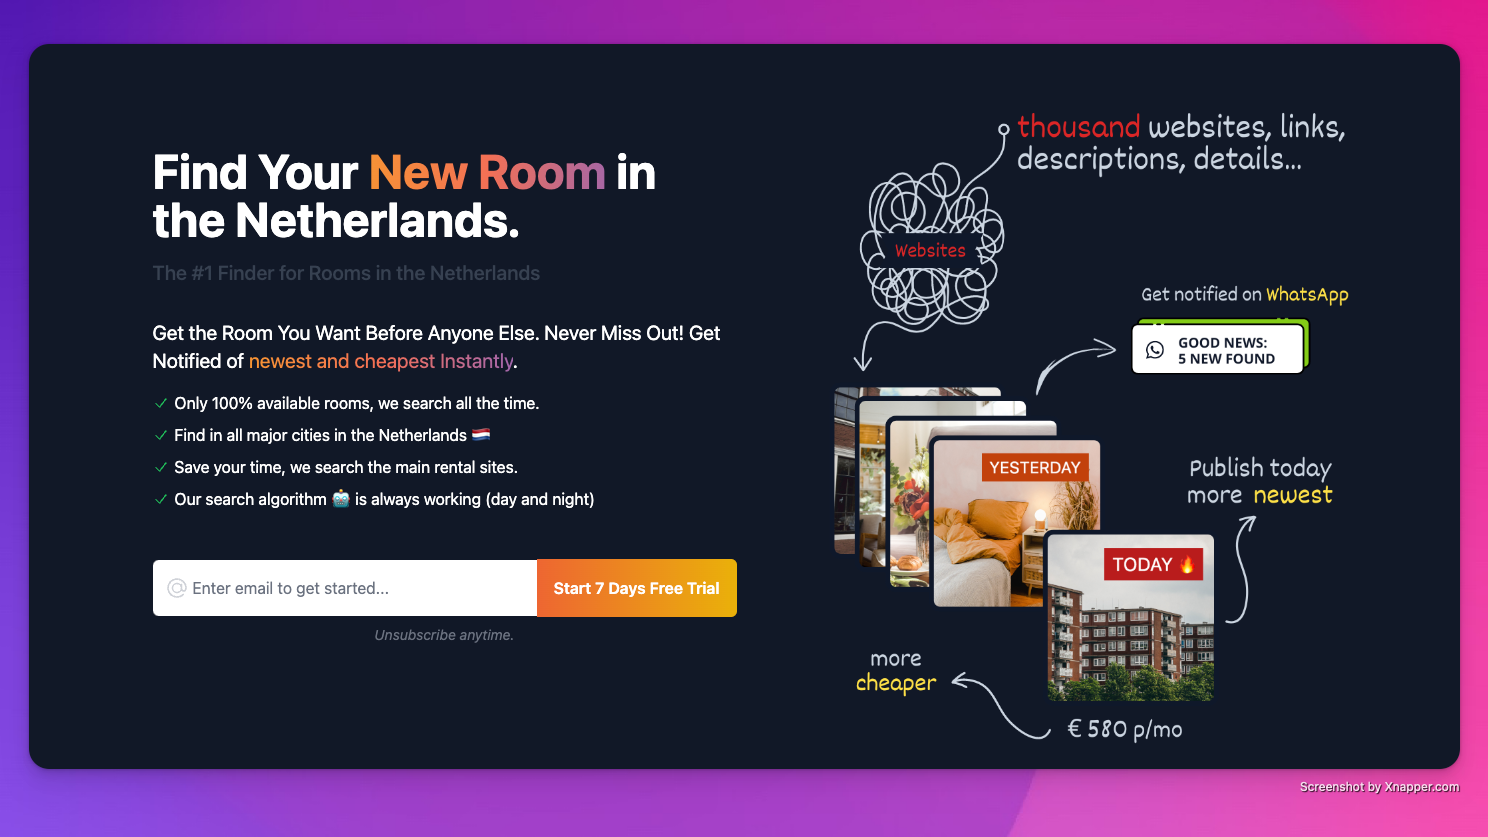 Find Your New Room in
the Netherlands.
The #1 Finder for Rooms in the Netherlands
Get the Room You Want Before Anyone Else. Never Miss Out! Get
Notified of newest and cheapest Instantly.
Only 100% available rooms, we search all the time.
Find in all major cities in the Netherlands 🇳🇱
Save your time, we search the main rental sites.
Our search algorithm 🤖 is always working (day and night)
@ Enter email to get started...
Start 7 Days Free Trial
Unsubscribe anytime.
thousand websites, links,
descriptions, details...
Websites
Get notified on WhatsApp
GOOD NEWS:
5 NEW FOUND
YESTERDAY
Publish today
more newest
TODAY 🔥
more
cheaper
€ 580 p/mo
Screenshot by Xnapper.com